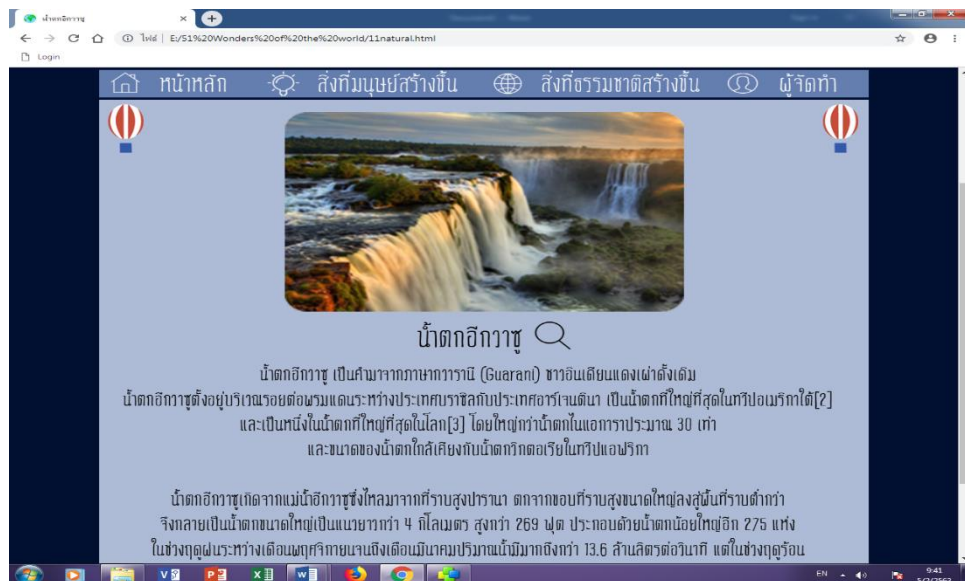 น้ำตกอีกวาซู
ไฟล์ | E:/51%20Wonders%20of%20the%20world/11natural.html
Login
หน้าหลัก สิ่งที่มนุษย์สร้างขึ้น สิ่งที่ธรรมชาติสร้างขึ้น ผู้จัดทำ
น้ำตกอีกวาซู
น้ำตกอีกวาซู เป็นคำมาจากภาษากวารานี (Guarani) ชาวอินเดียนแดงเผ่าดั้งเดิม
น้ำตกอีกวาซูตั้งอยู่บริเวณรอยต่อพรมแดนระหว่างประเทศบราซิลกับประเทศอาร์เจนตินา เป็นน้ำตกที่ใหญ่ที่สุดในทวีปอเมริกาใต้[2]
และเป็นหนึ่งในน้ำตกที่ใหญ่ที่สุดในโลก[3] โดยใหญ่กว่าน้ำตกไนแอการาประมาณ 30 เท่า
และขนาดของน้ำตกใกล้เคียงกับน้ำตกวิกตอเรียในทวีปแอฟริกา
น้ำตกอีกวาซูเกิดจากแม่น้ำอีกวาซูซึ่งไหลมาจากที่ราบสูงปารานา ตกจากขอบที่ราบสูงขนาดใหญ่ลงสู่ผืนที่ราบต่ำกว่า
จึงกลายเป็นน้ำตกขนาดใหญ่เป็นแนวยาวกว่า 4 กิโลเมตร สูงกว่า 269 ฟุต ประกอบด้วยน้ำตกน้อยใหญ่อีก 275 แห่ง
ในช่วงฤดูฝนระหว่างเดือนพฤศจิกายนจนถึงเดือนมีนาคมปริมาณน้ำมีมากถึงกว่า 13.6 ล้านลิตรต่อวินาที แต่ในช่วงฤดูร้อน
EN
9:41
5/2/2563